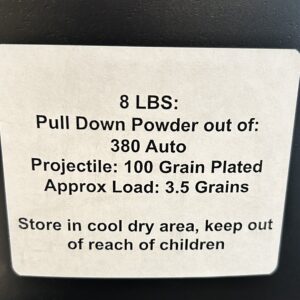 8 LBS:
Pull Down Powder out of:
380 Auto
Projectile: 100 Grain Plated
Approx Load: 3.5 Grains
Store in cool dry area, keep out
of reach of children